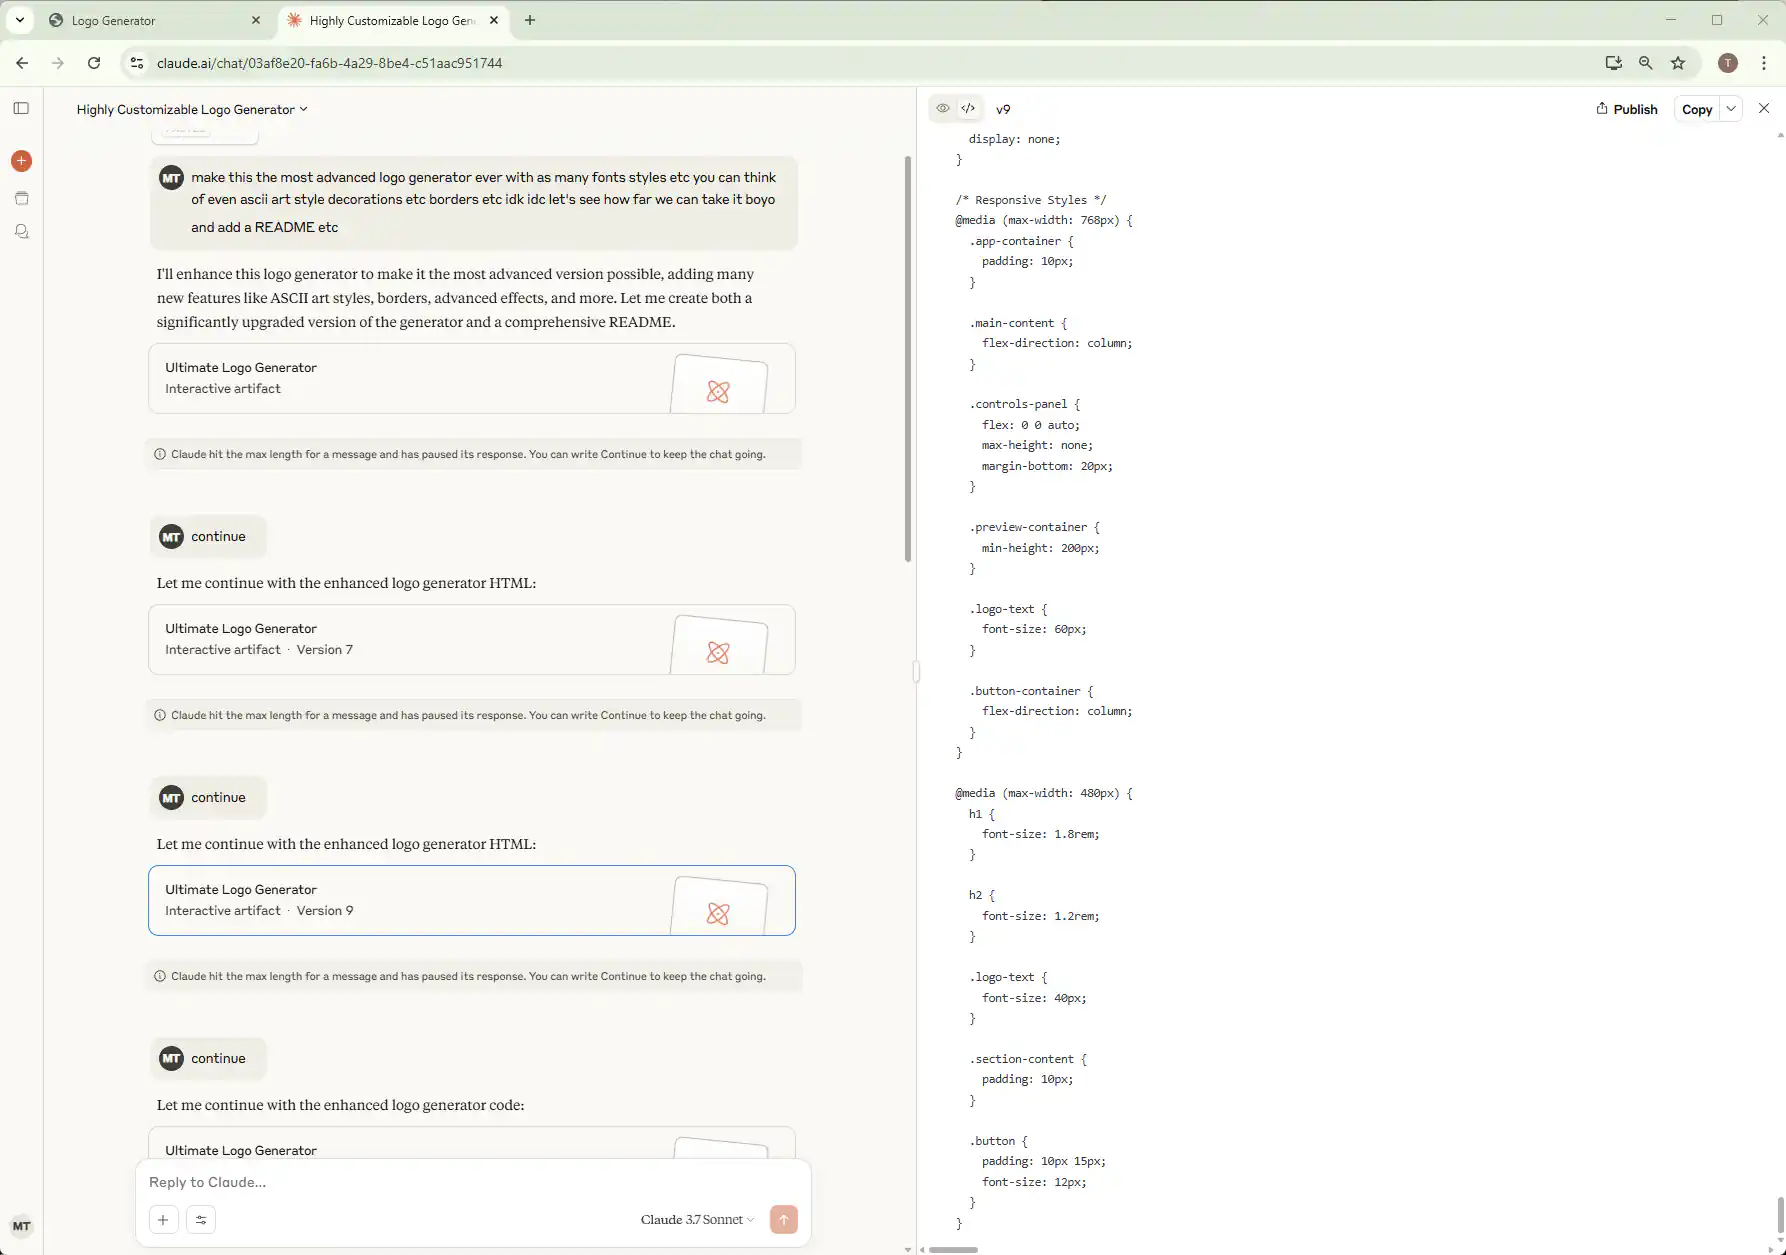 Logo Generator
Highly Customizable Logo Gen
claude.ai/chat/03af8e20-fa6b-4a29-8be4-c51aac951744
T
Highly Customizable Logo Generator
MT
make this the most advanced logo generator ever with as many fonts styles etc you can think
of even ascii art style decorations etc borders etc idk idc let's see how far we can take it boyo
and add a README etc
I'll enhance this logo generator to make it the most advanced version possible, adding many
new features like ASCII art styles, borders, advanced effects, and more. Let me create both a
significantly upgraded version of the generator and a comprehensive README.
Ultimate Logo Generator
Interactive artifact
Claude hit the max length for a message and has paused its response. You can write Continue to keep the chat going.
MT
continue
Let me continue with the enhanced logo generator HTML:
Ultimate Logo Generator
Interactive artifact · Version 7
Claude hit the max length for a message and has paused its response. You can write Continue to keep the chat going.
MT
continue
Let me continue with the enhanced logo generator HTML:
Ultimate Logo Generator
Interactive artifact · Version 9
Claude hit the max length for a message and has paused its response. You can write Continue to keep the chat going.
MT
continue
Let me continue with the enhanced logo generator code:
Ultimate Logo Generator
Reply to Claude...
Claude 3.7 Sonnet
MT
v9
Publish
Copy
display: none;
}
/* Responsive Styles */
@media (max-width: 768px) {
.app-container {
padding: 10px;
}
.main-content {
flex-direction: column;
}
.controls-panel {
flex: 0 0 auto;
max-height: none;
margin-bottom: 20px;
}
.preview-container {
min-height: 200px;
}
.logo-text {
font-size: 60px;
}
.button-container {
flex-direction: column;
}
}
@media (max-width: 480px) {
h1 {
font-size: 1.8rem;
}
h2 {
font-size: 1.2rem;
}
.logo-text {
font-size: 40px;
}
.section-content {
padding: 10px;
}
.button {
padding: 10px 15px;
font-size: 12px;
}
}